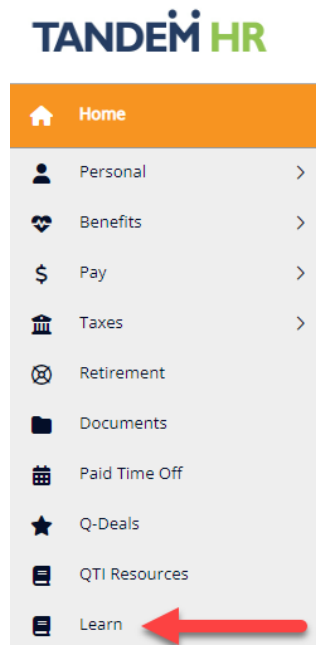 TANDEM HR
Home
Personal
Benefits
Pay
Taxes
Retirement
Documents
Paid Time Off
Q-Deals
QTI Resources
Learn